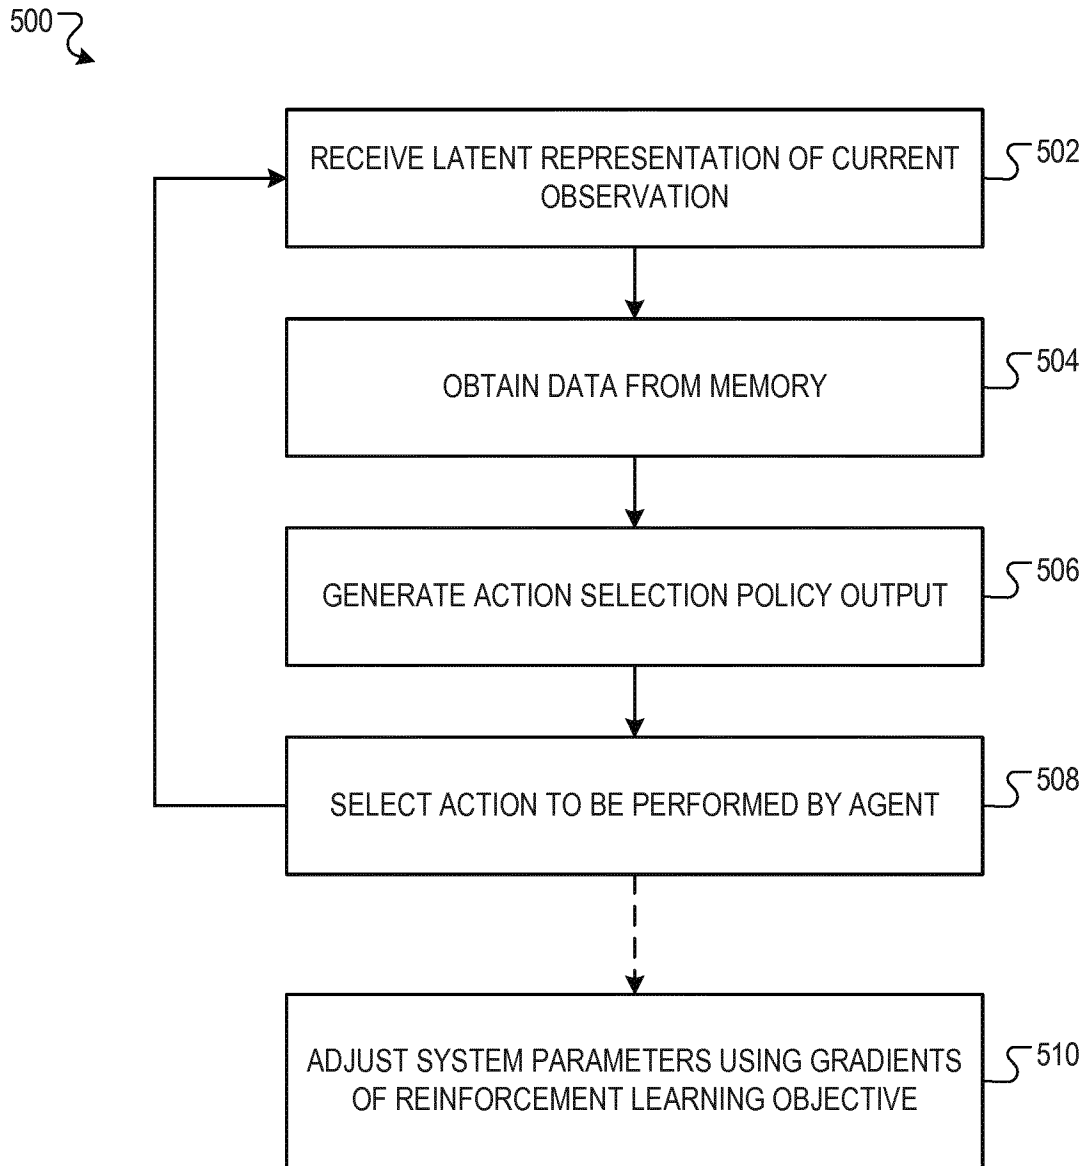 500
RECEIVE LATENT REPRESENTATION OF CURRENT
OBSERVATION
502
OBTAIN DATA FROM MEMORY
504
GENERATE ACTION SELECTION POLICY OUTPUT
506
SELECT ACTION TO BE PERFORMED BY AGENT
508
ADJUST SYSTEM PARAMETERS USING GRADIENTS
OF REINFORCEMENT LEARNING OBJECTIVE
510